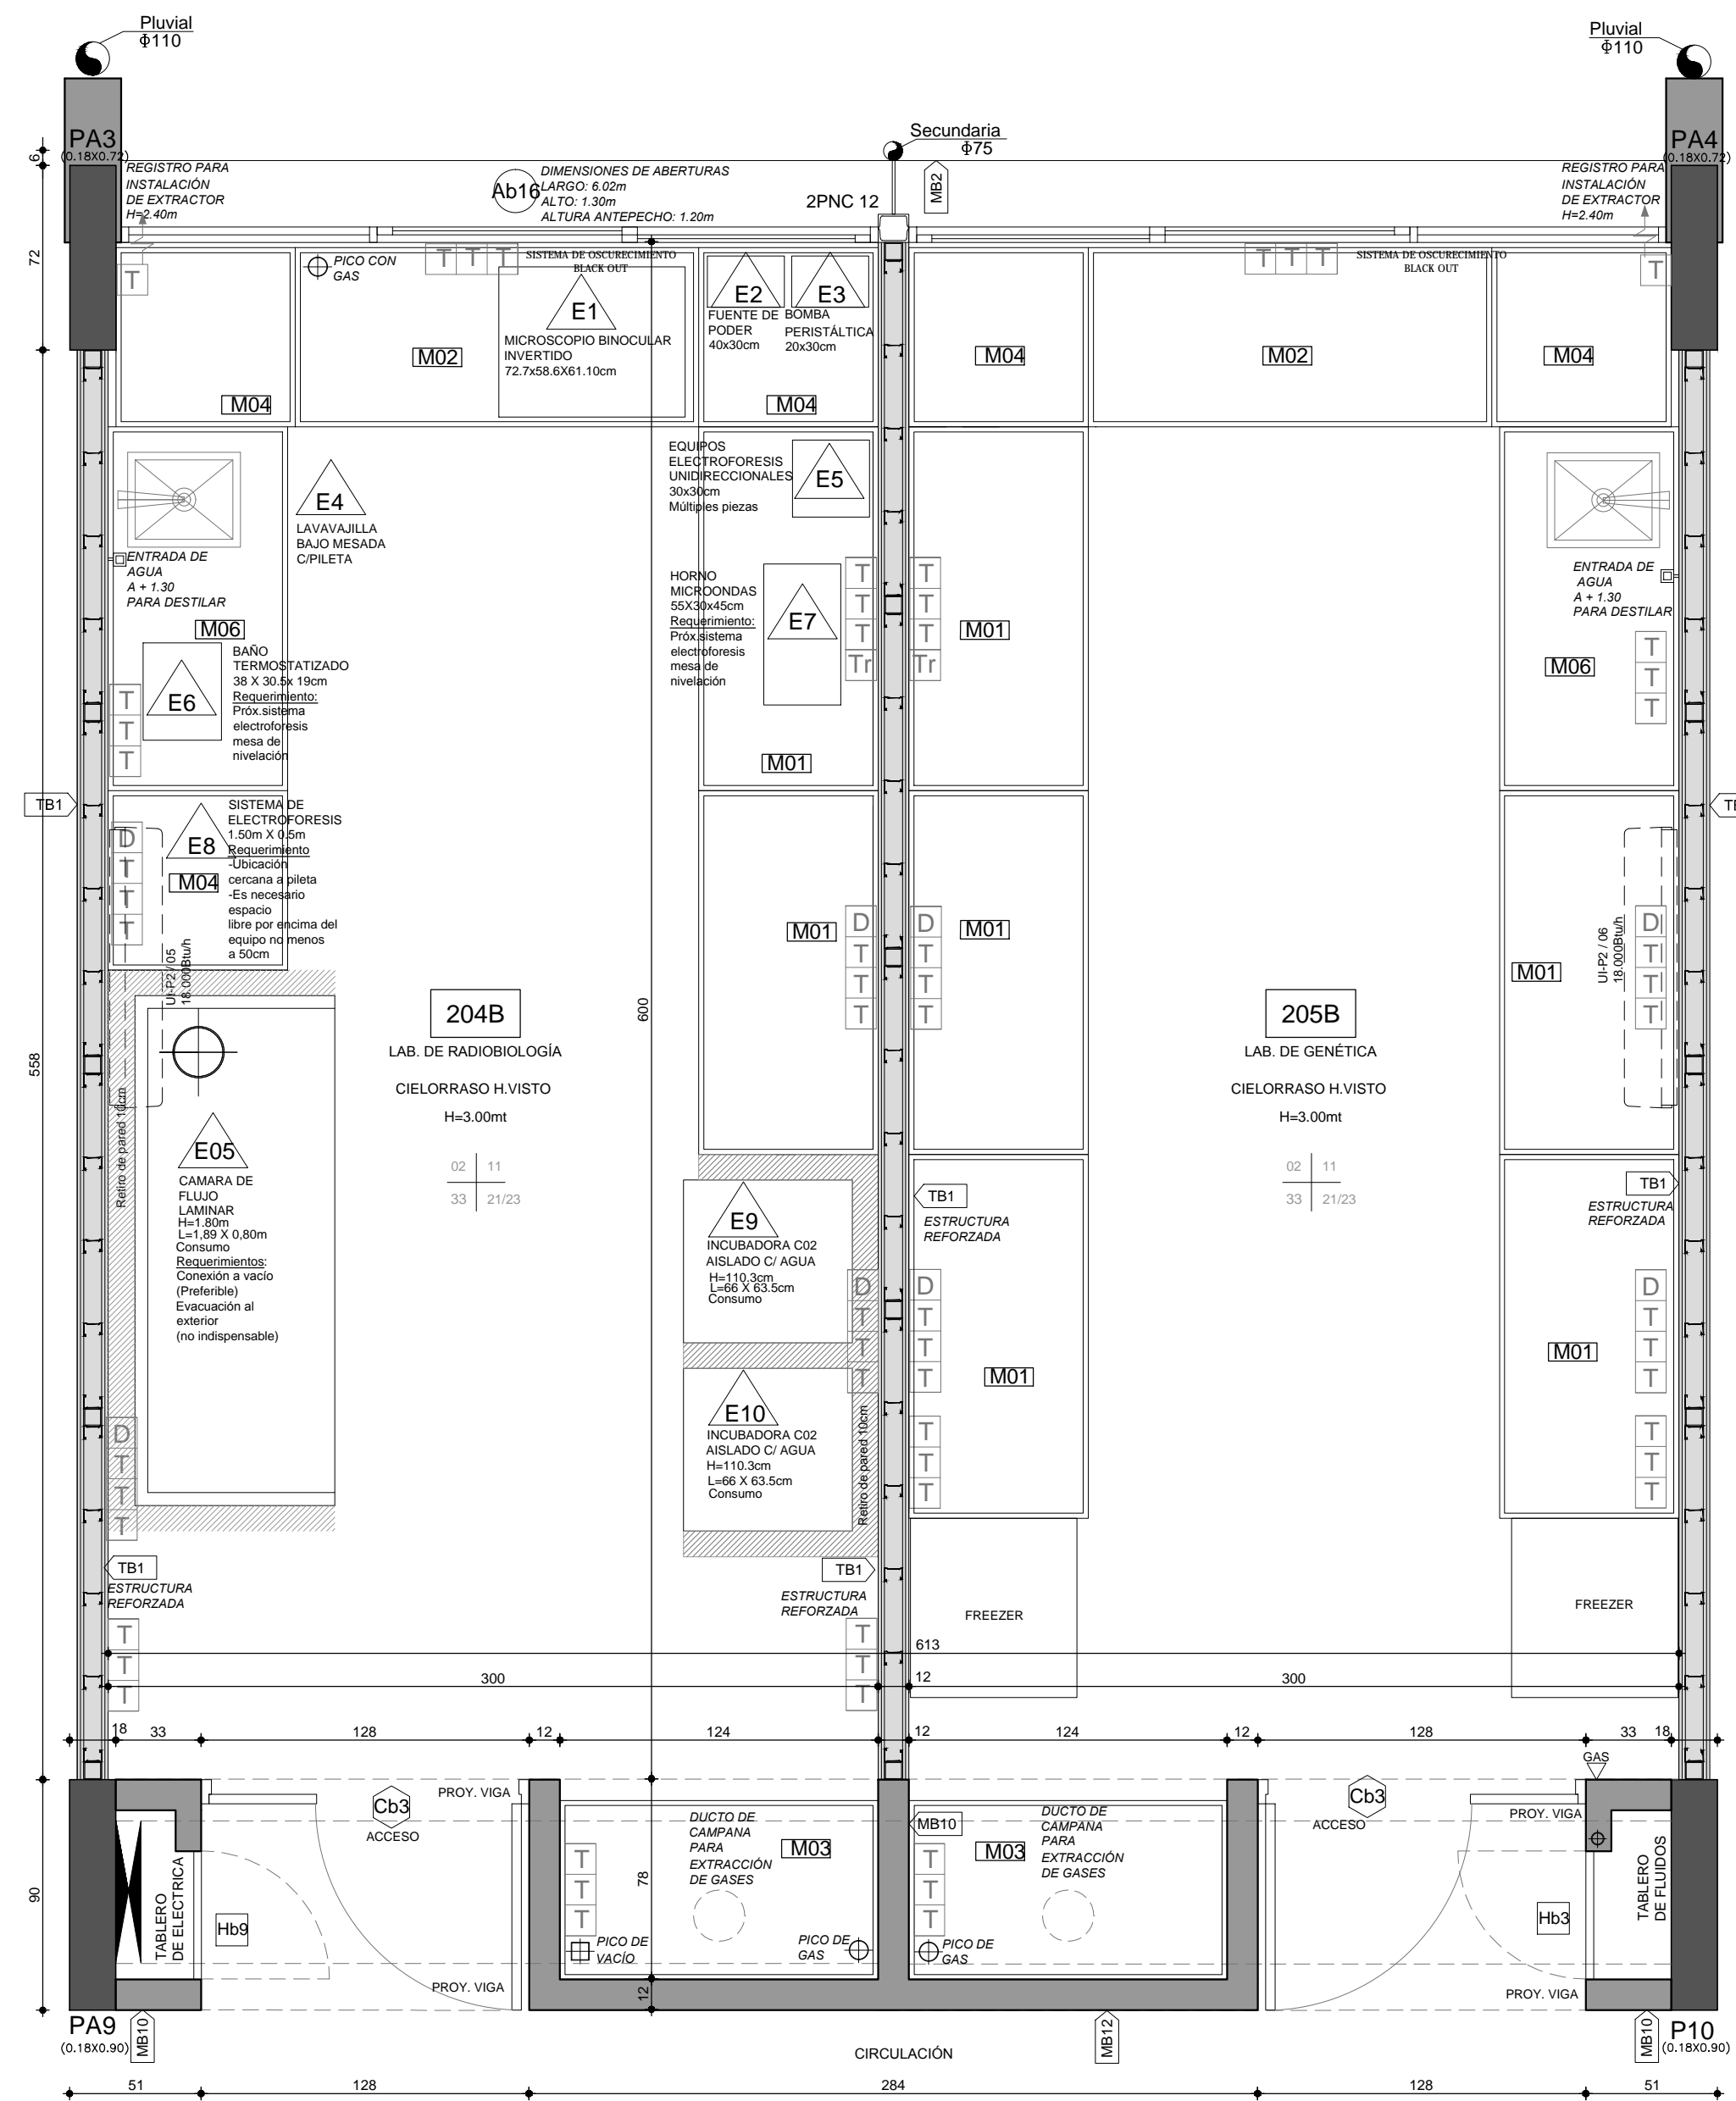 Pluvial
Φ110
Pluvial
Φ110
PA3
(0.18X0.72)
PA4
(0.18X0.72)
Secundaria
Φ75
MB2
2PNC 12
6
72
558
90
REGISTRO PARA
INSTALACIÓN
DE EXTRACTOR
H=2.40m
Ab16
DIMENSIONES DE ABERTURAS
LARGO: 6.02m
ALTO: 1.30m
ALTURA ANTEPECHO: 1.20m
REGISTRO PARA
INSTALACIÓN
DE EXTRACTOR
H=2.40m
T
PICO CON
GAS
T T T
SISTEMA DE OSCURECIMIENTO
BLACK OUT
T T T
SISTEMA DE OSCURECIMIENTO
BLACK OUT
T
E1
MICROSCOPIO BINOCULAR
INVERTIDO
72.7x58.6X61.10cm
E2
FUENTE DE
PODER
40x30cm
E3
BOMBA
PERISTÁLTICA
20x30cm
M04
M02
M04
M04
M02
M04
E4
LAVAVAJILLA
BAJO MESADA
C/PILETA
EQUIPOS
ELECTROFORESIS
UNIDIRECCIONALES
30x30cm
Múltiples piezas
E5
ENTRADA DE
AGUA
A + 1.30
PARA DESTILAR
M06
HORNO
MICROONDAS
55X30x45cm
Requerimiento:
Próx.sistema
electroforesis
mesa de
nivelación
E7
T
T
T
Tr
T
T
T
Tr
M01
ENTRADA DE
AGUA
A + 1.30
PARA DESTILAR
M06
T
T
T
E6
BAÑO
TERMOSTATIZADO
38 X 30.5x 19cm
Requerimiento:
Próx.sistema
electroforesis
mesa de
nivelación
T
T
T
M01
TB1
E8
SISTEMA DE
ELECTROFORESIS
1.50m X 0.5m
Requerimiento
-Ubicación
cercana a pileta
-Es necesario
espacio
libre por encima del
equipo no menos
a 50cm
D
T
T
T
M04
UI-P2 / 05
18.000Btu/h
M01
D
T
T
T
D
T
T
T
M01
M01
UI-P2 / 06
18.000Btu/h
D
T
T
T
204B
LAB. DE RADIOBIOLOGÍA
CIELORRASO H.VISTO
H=3.00mt
02 11
33 21/23
600
205B
LAB. DE GENÉTICA
CIELORRASO H.VISTO
H=3.00mt
02 11
33 21/23
Retiro de pared 10cm
E05
CAMARA DE
FLUJO
LAMINAR
H=1.80m
L=1,89 X 0,80m
Consumo
Requerimientos:
Conexión a vacío
(Preferible)
Evacuación al
exterior
(no indispensable)
D
T
T
T
E9
INCUBADORA C02
AISLADO C/ AGUA
H=110.3cm
L=66 X 63.5cm
Consumo
D
T
T
T
E10
INCUBADORA C02
AISLADO C/ AGUA
H=110.3cm
L=66 X 63.5cm
Consumo
Retiro de pared 10cm
TB1
ESTRUCTURA
REFORZADA
D
T
T
T
M01
T
T
T
TB1
ESTRUCTURA
REFORZADA
D
T
T
T
M01
T
T
T
TB1
ESTRUCTURA
REFORZADA
T
T
T
TB1
ESTRUCTURA
REFORZADA
T
T
T
FREEZER
FREEZER
613
300
12
300
18
33
128
12
124
12
124
12
128
33
18
GAS
PROY. VIGA
Cb3
ACCESO
Cb3
ACCESO
PROY. VIGA
TABLERO
DE ELECTRICA
Hb9
PROY. VIGA
DUCTO DE
CAMPANA
PARA
EXTRACCIÓN
DE GASES
M03
T
T
T
PICO DE
VACÍO
PICO DE
GAS
78
12
MB10
M03
DUCTO DE
CAMPANA
PARA
EXTRACCIÓN
DE GASES
T
T
T
PICO DE
GAS
Hb3
TABLERO
DE FLUIDOS
PROY. VIGA
PA9
(0.18X0.90)
MB10
CIRCULACIÓN
MB12
MB10
P10
(0.18X0.90)
51
128
284
128
51